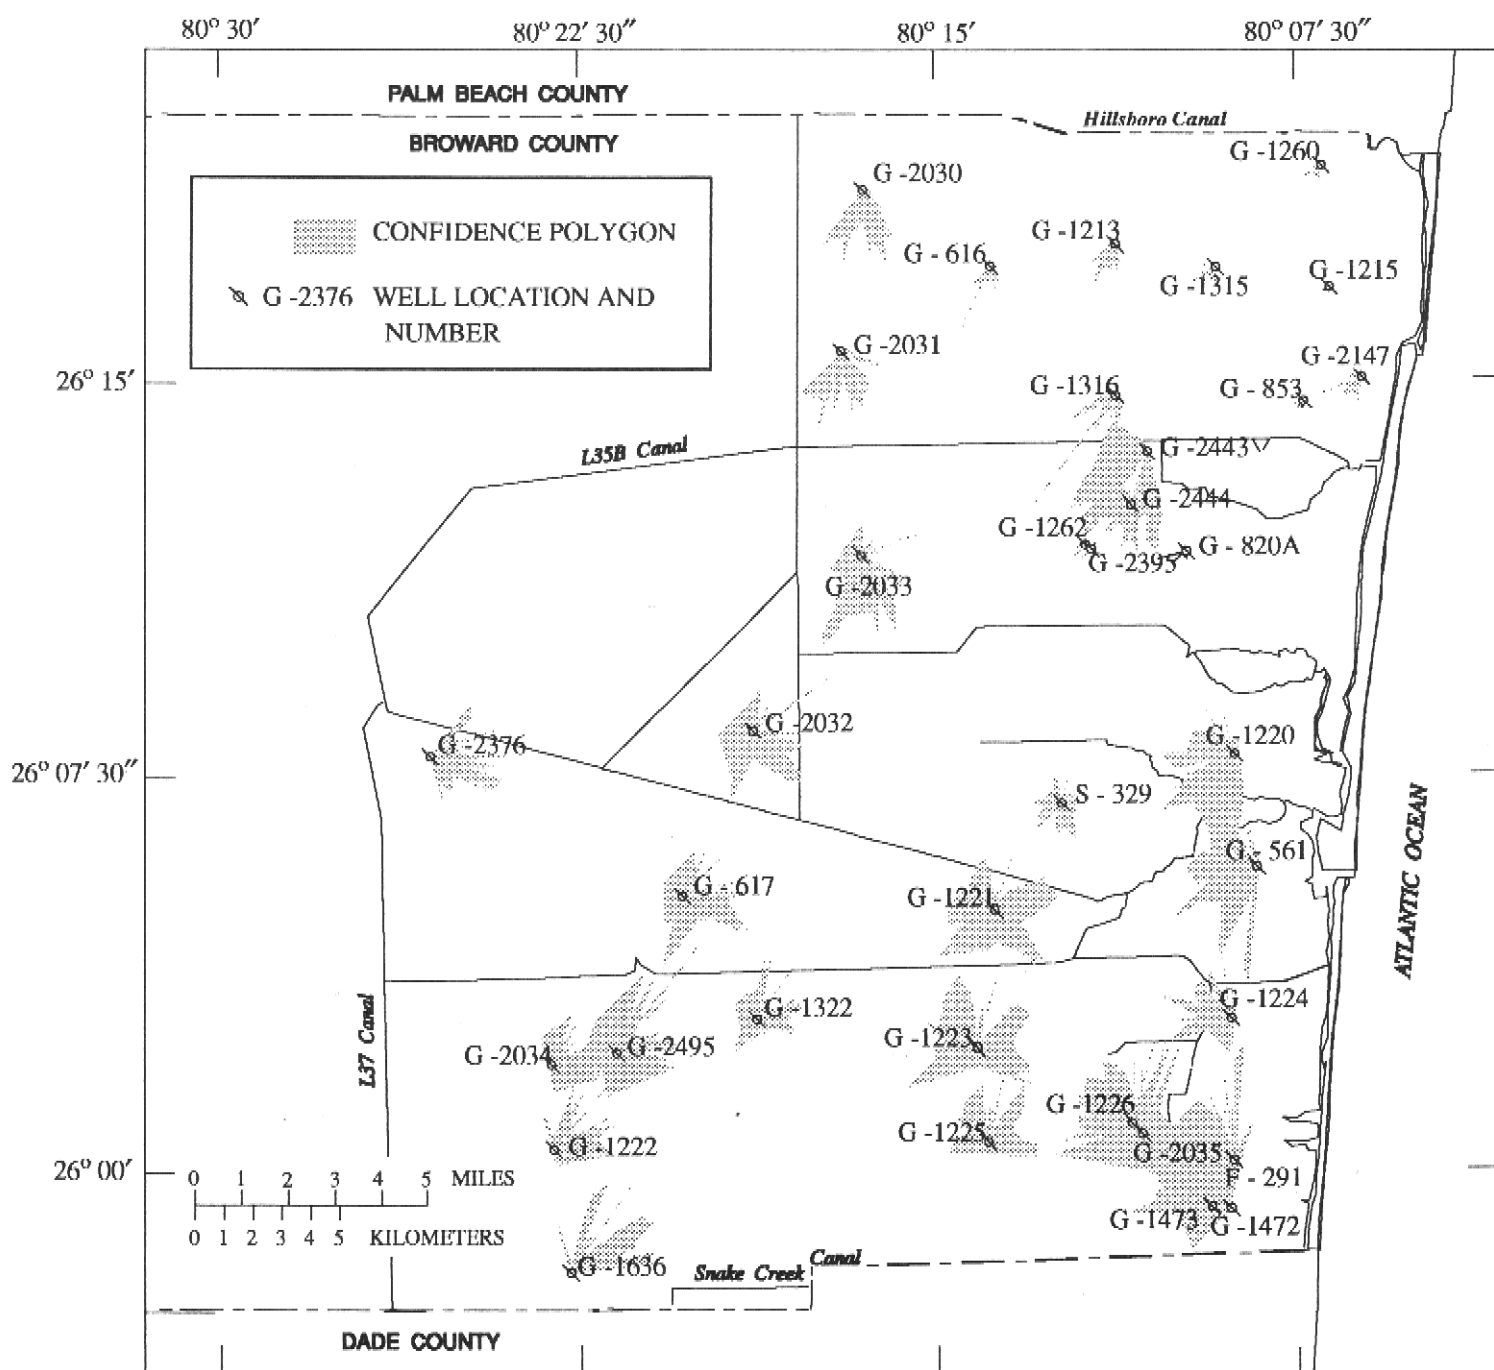 80° 30′ 80° 22′ 30″ 80° 15′ 80° 07′ 30″
PALM BEACH COUNTY
Hillsboro Canal
BROWARD COUNTY
G -1260
G -2030
CONFIDENCE POLYGON
G -1213
G - 616
G -1315
G -1215
G -2376 WELL LOCATION AND
NUMBER
G -2031
G -2147
26° 15′
G -1316
G - 853
L35B Canal
G -2443
G -2444
G -1262
G -2395
G - 820A
G -2033
G -2032
G -1220
G -2376
26° 07′ 30″
S - 329
ATLANTIC OCEAN
G - 561
G - 617
G -1221
G -1322
G -1224
L37 Canal
G -2034
G -2495
G -1223
G -1226
G -1225
G -1222
G -2035
26° 00′
0 1 2 3 4 5 MILES
F - 291
G -1473
G -1472
0 1 2 3 4 5 KILOMETERS
G -1636
Snake Creek Canal
DADE COUNTY